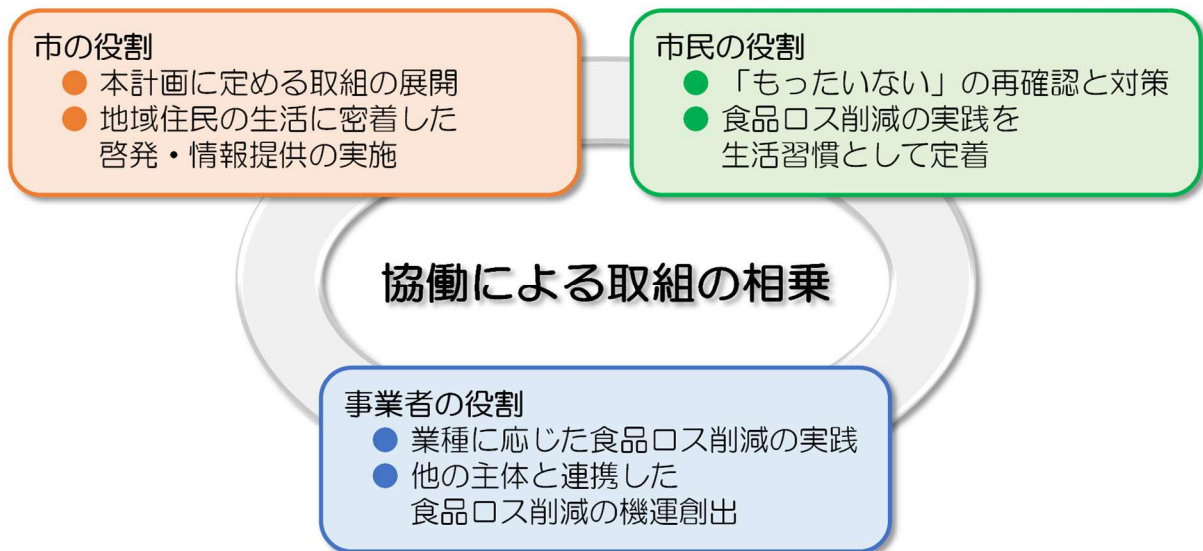 市の役割
● 本計画に定める取組の展開
● 地域住民の生活に密着した
啓発・情報提供の実施
市民の役割
● 「もったいない」の再確認と対策
● 食品ロス削減の実践を
生活習慣として定着
協働による取組の相乗
事業者の役割
● 業種に応じた食品ロス削減の実践
● 他の主体と連携した
食品ロス削減の機運創出